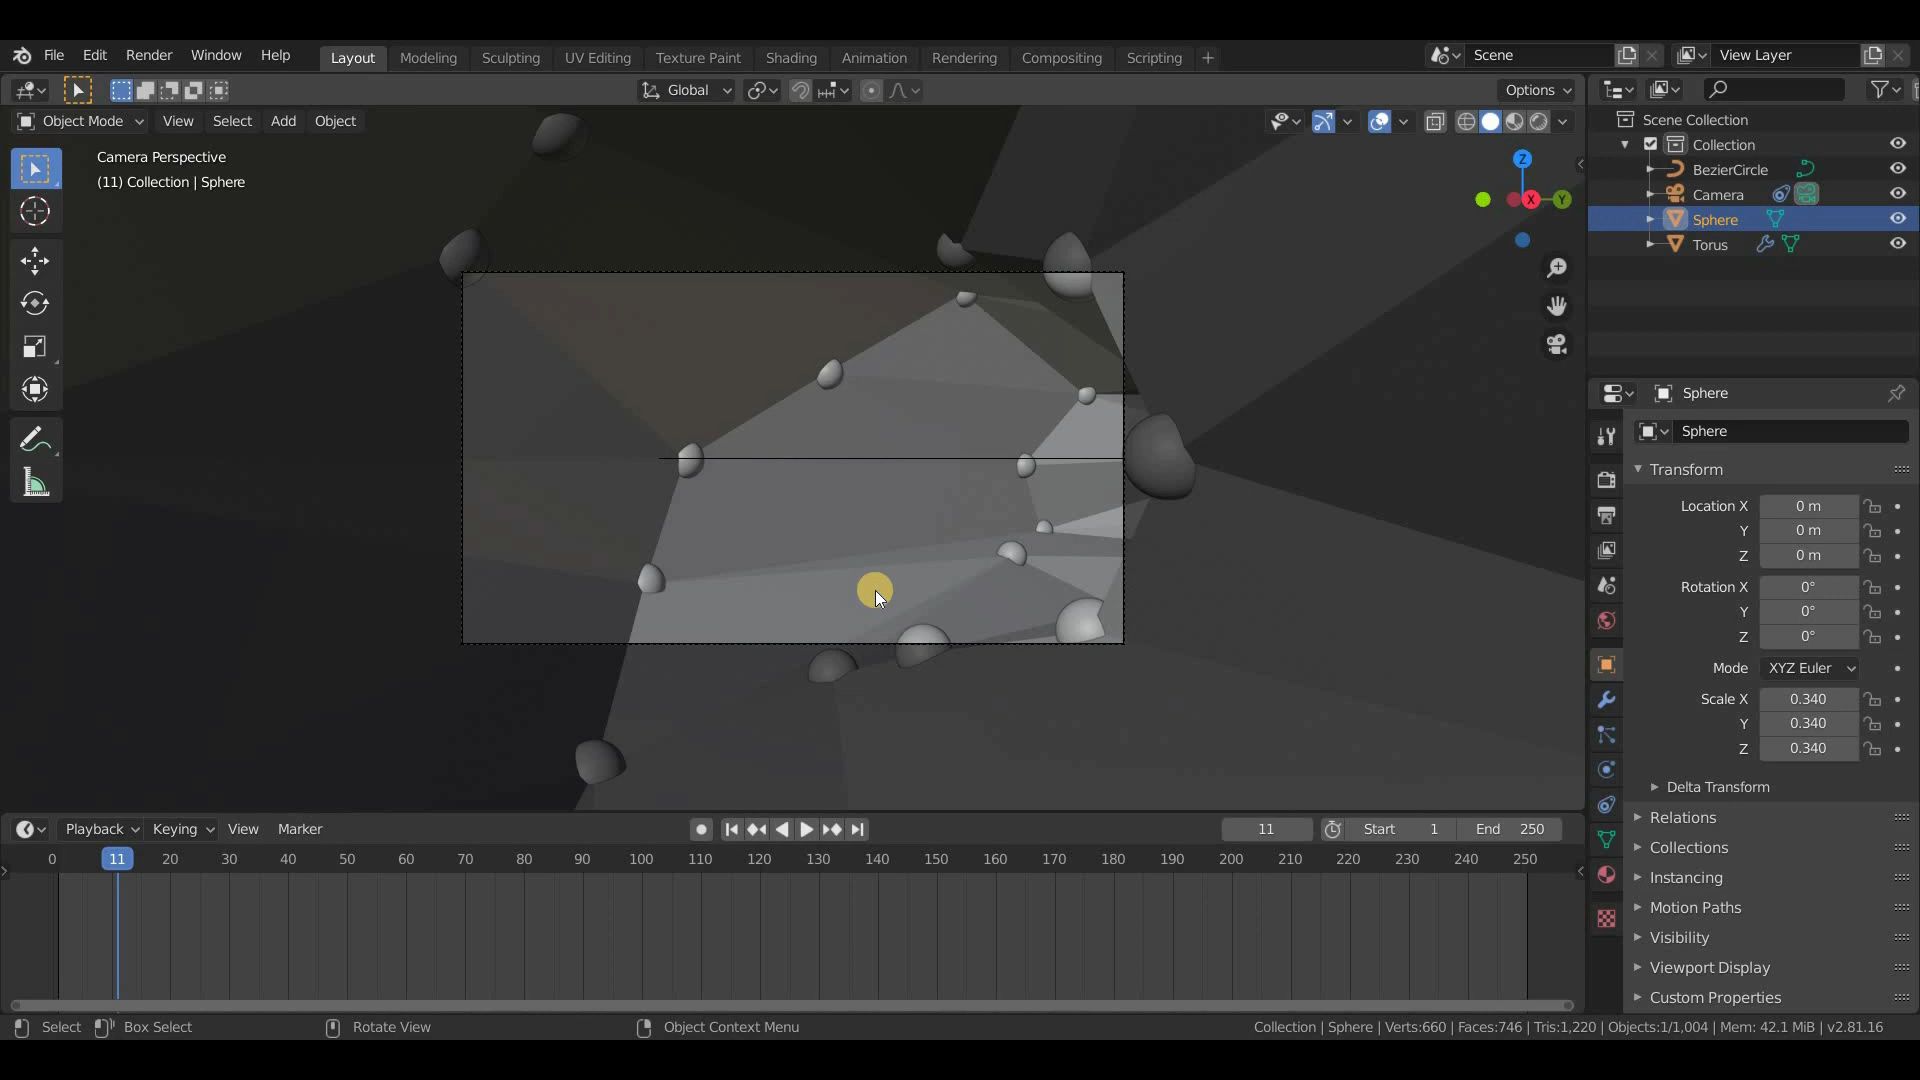 File Edit Render Window Help Layout Modeling Sculpting UV Editing Texture Paint Shading Animation Rendering Compositing Scripting + Scene View Layer
Global Options
Object Mode View Select Add Object
Camera Perspective
(11) Collection | Sphere
Z
X
Y
Scene Collection
Collection
BezierCircle
Camera
Sphere
Torus
Sphere
Sphere
Transform
Location X 0 m
Y 0 m
Z 0 m
Rotation X 0°
Y 0°
Z 0°
Mode XYZ Euler
Scale X 0.340
Y 0.340
Z 0.340
Delta Transform
Relations
Collections
Instancing
Motion Paths
Visibility
Viewport Display
Custom Properties
Playback Keying View Marker 11 Start 1 End 250
0 11 20 30 40 50 60 70 80 90 100 110 120 130 140 150 160 170 180 190 200 210 220 230 240 250
Select Box Select Rotate View Object Context Menu Collection | Sphere | Verts:660 | Faces:746 | Tris:1,220 | Objects:1/1,004 | Mem: 42.1 MiB | v2.81.16